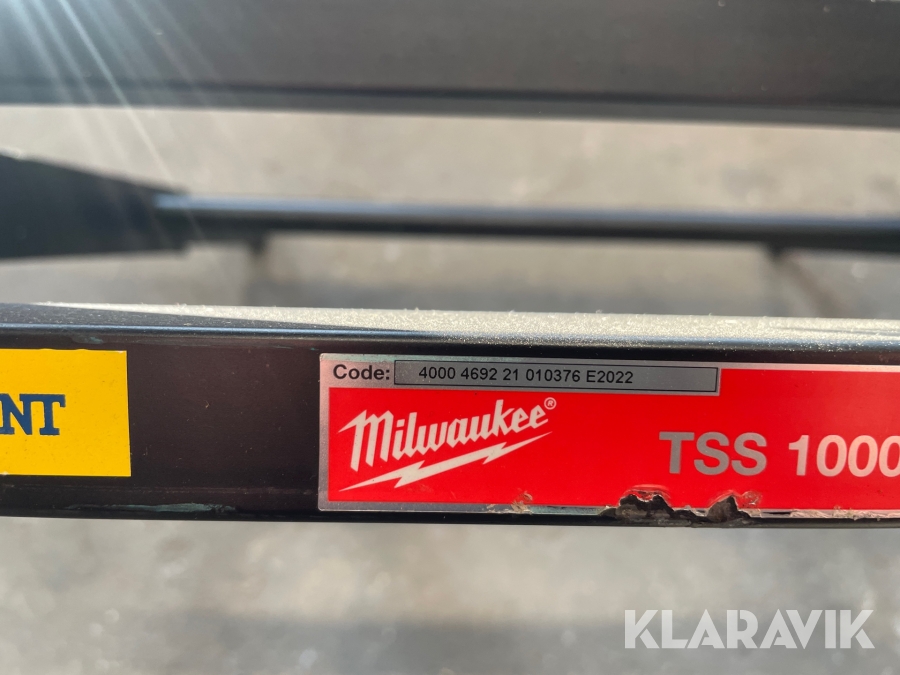 Code: 4000 4692 21 010376 E2022
NT
Milwaukee®
TSS 1000
KLARAVIK